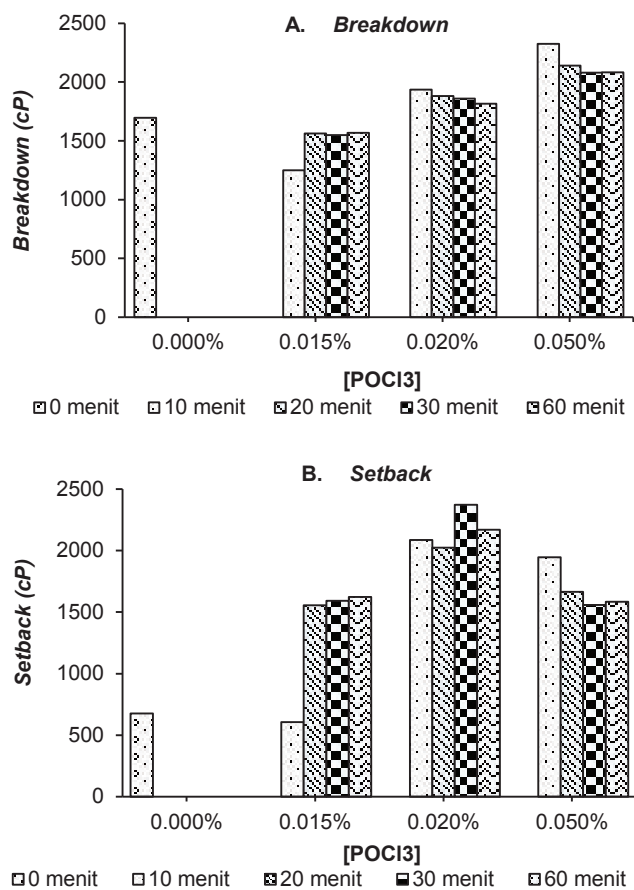 A. Breakdown
Breakdown (cP)
2500
2000
1500
1000
500
0
0.000% 0.015% 0.020% 0.050%
[POCl3]
0 menit 10 menit 20 menit 30 menit 60 menit
B. Setback
Setback (cP)
2500
2000
1500
1000
500
0
0.000% 0.015% 0.020% 0.050%
[POCl3]
0 menit 10 menit 20 menit 30 menit 60 menit